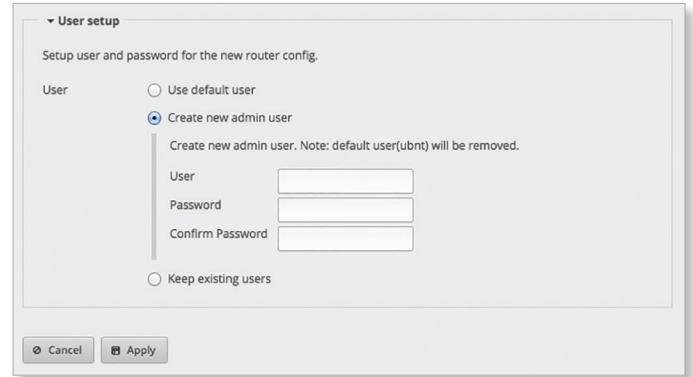 User setup
Setup user and password for the new router config.
User
Use default user
Create new admin user
Create new admin user. Note: default user(ubnt) will be removed.
User
Password
Confirm Password
Keep existing users
Cancel
Apply